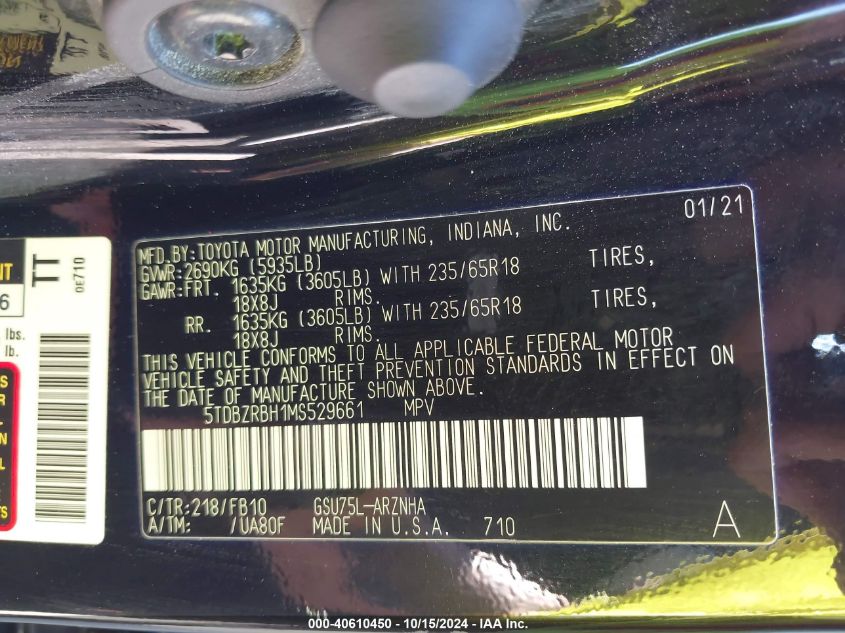 01/21
MFD.BY:TOYOTA MOTOR MANUFACTURING, INDIANA, INC.
GVWR:2690KG (5935LB)
GAWR:FRT. 1635KG (3605LB) WITH 235/65R18 TIRES,
18X8J RIMS.
RR. 1635KG (3605LB) WITH 235/65R18 TIRES,
18X8J RIMS.
THIS VEHICLE CONFORMS TO ALL APPLICABLE FEDERAL MOTOR
VEHICLE SAFETY AND THEFT PREVENTION STANDARDS IN EFFECT ON
THE DATE OF MANUFACTURE SHOWN ABOVE.
5TDBZRBH1MS529661 MPV
C/TR:218/FB10 GSU75L-ARZNHA
A/TM: /UA80F MADE IN U.S.A. 710 A
TT
0E710
6
lbs.
lb.
000-40610450 - 10/15/2024 - IAA Inc.